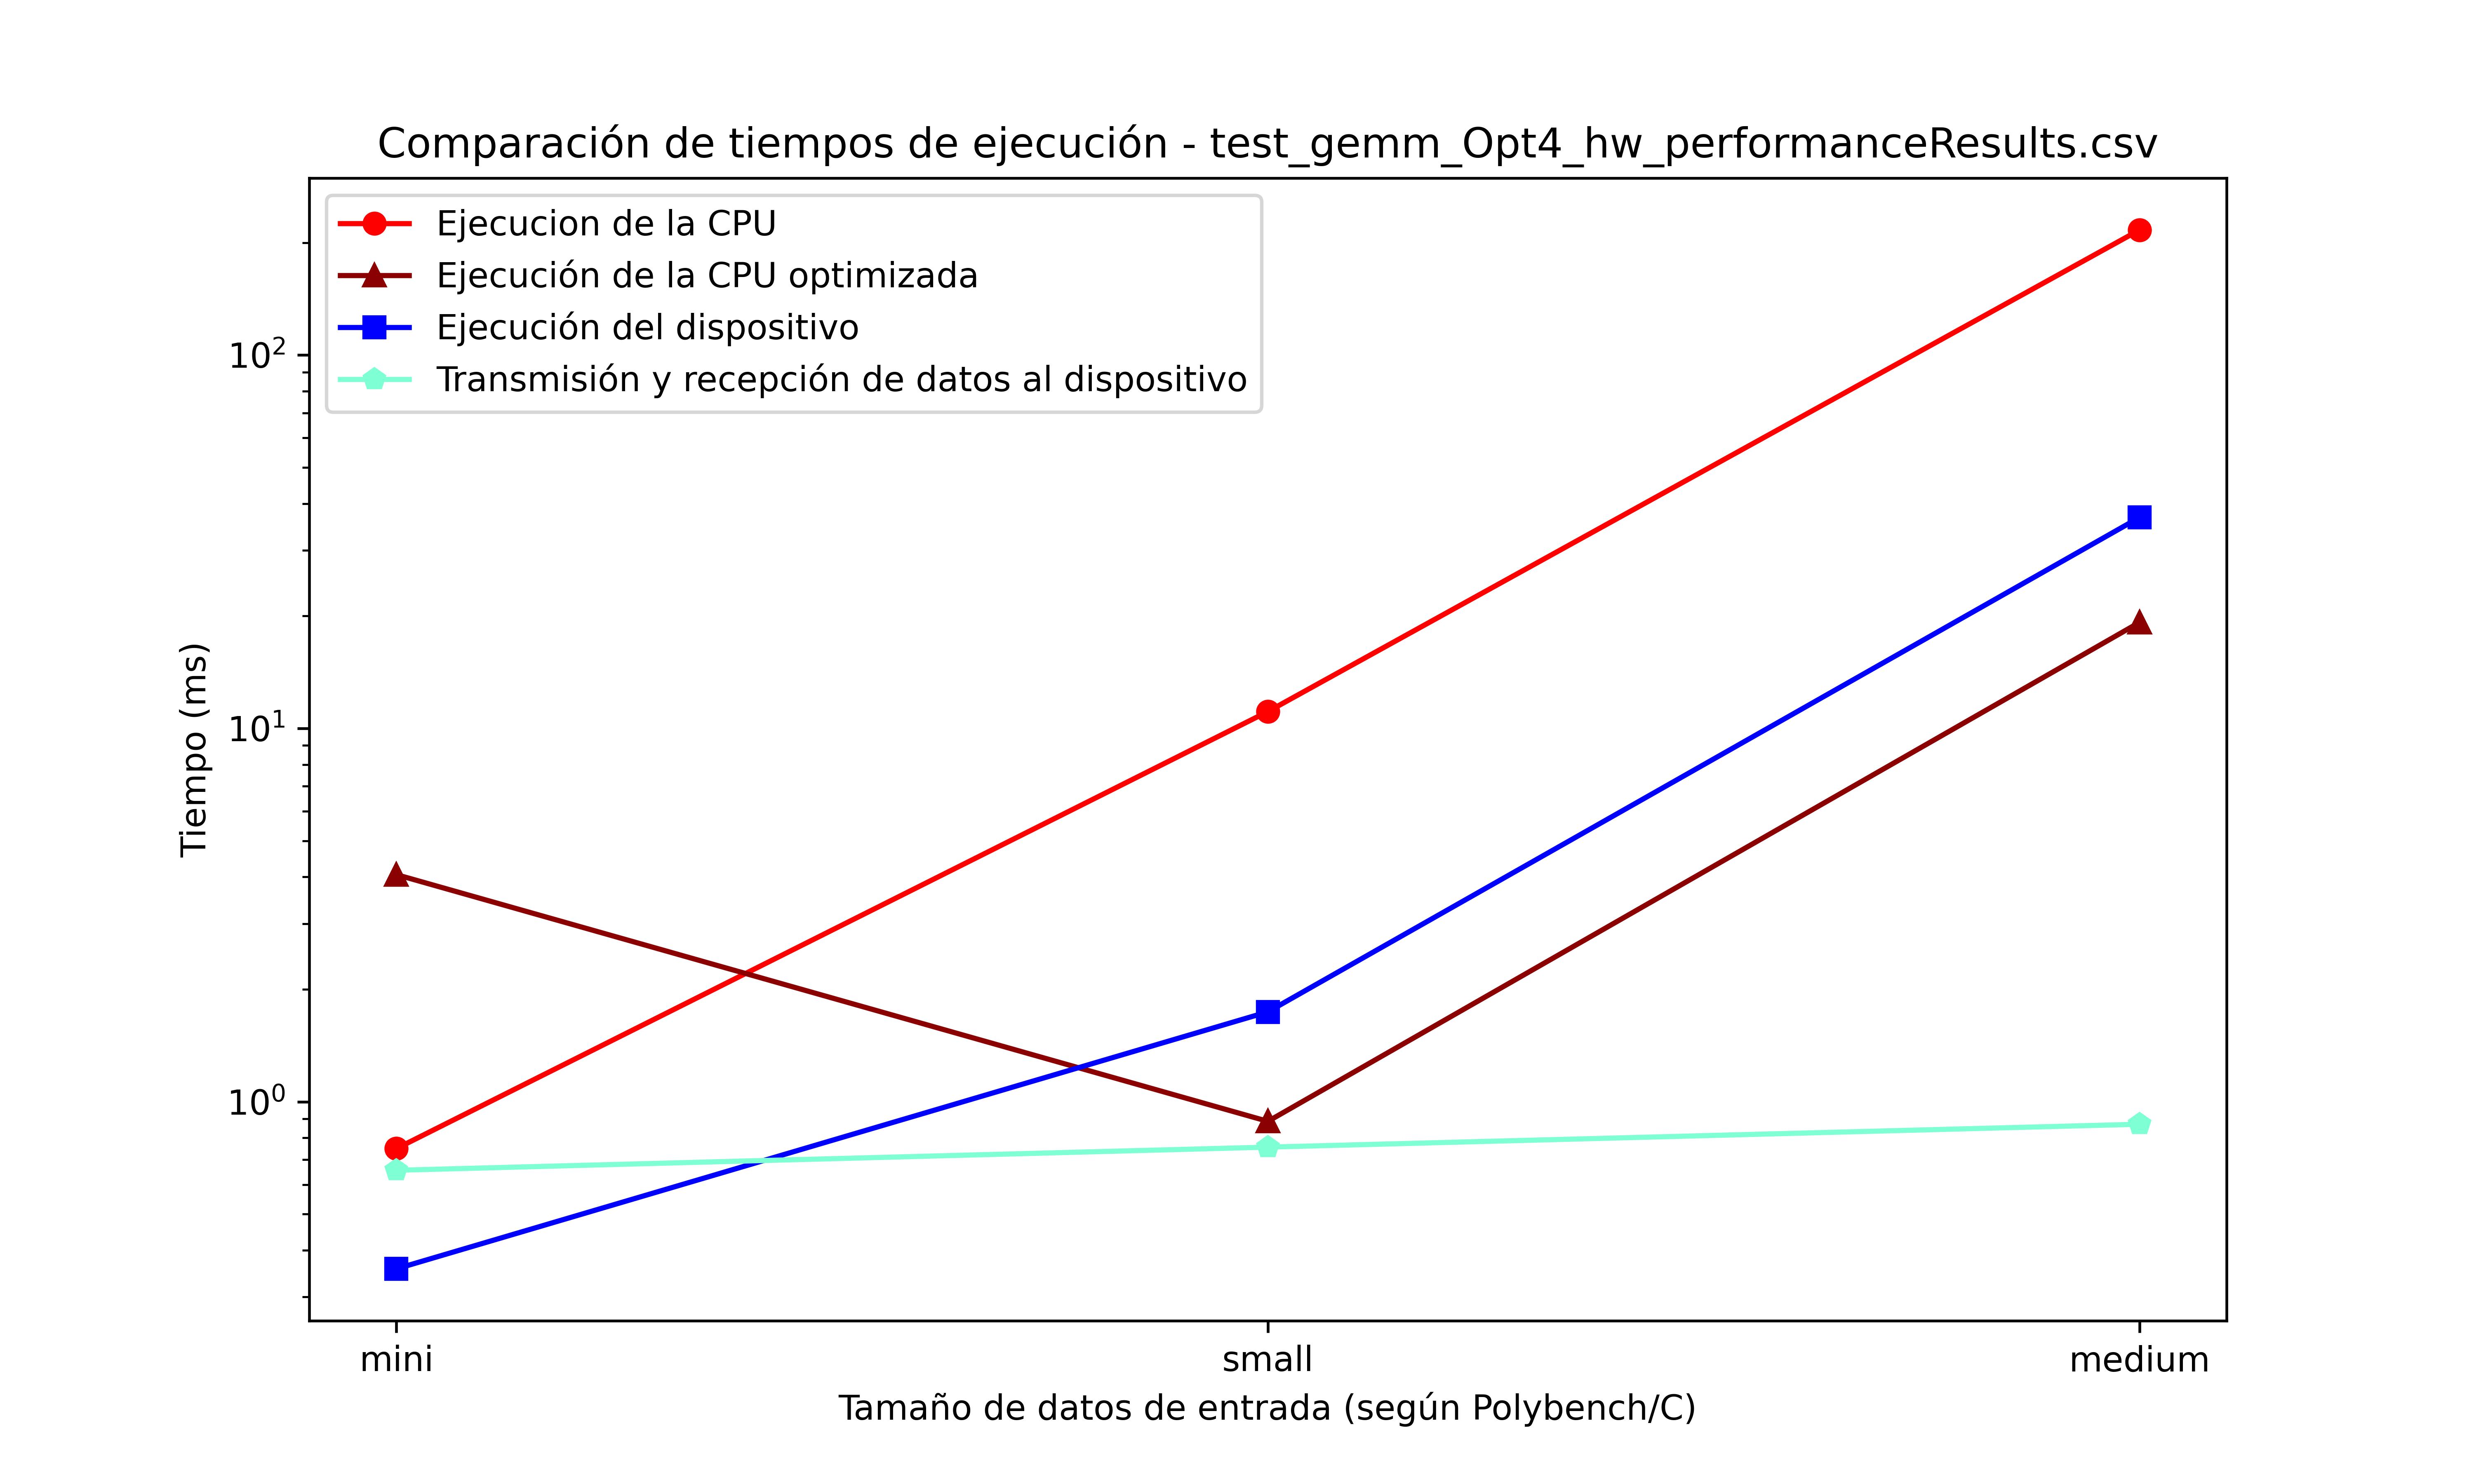 Comparación de tiempos de ejecución - test_gemm_Opt4_hw_performanceResults.csv
Ejecucion de la CPU
Ejecución de la CPU optimizada
Ejecución del dispositivo
Transmisión y recepción de datos al dispositivo
Tiempo (ms)
10²
10¹
10⁰
mini small medium
Tamaño de datos de entrada (según Polybench/C)